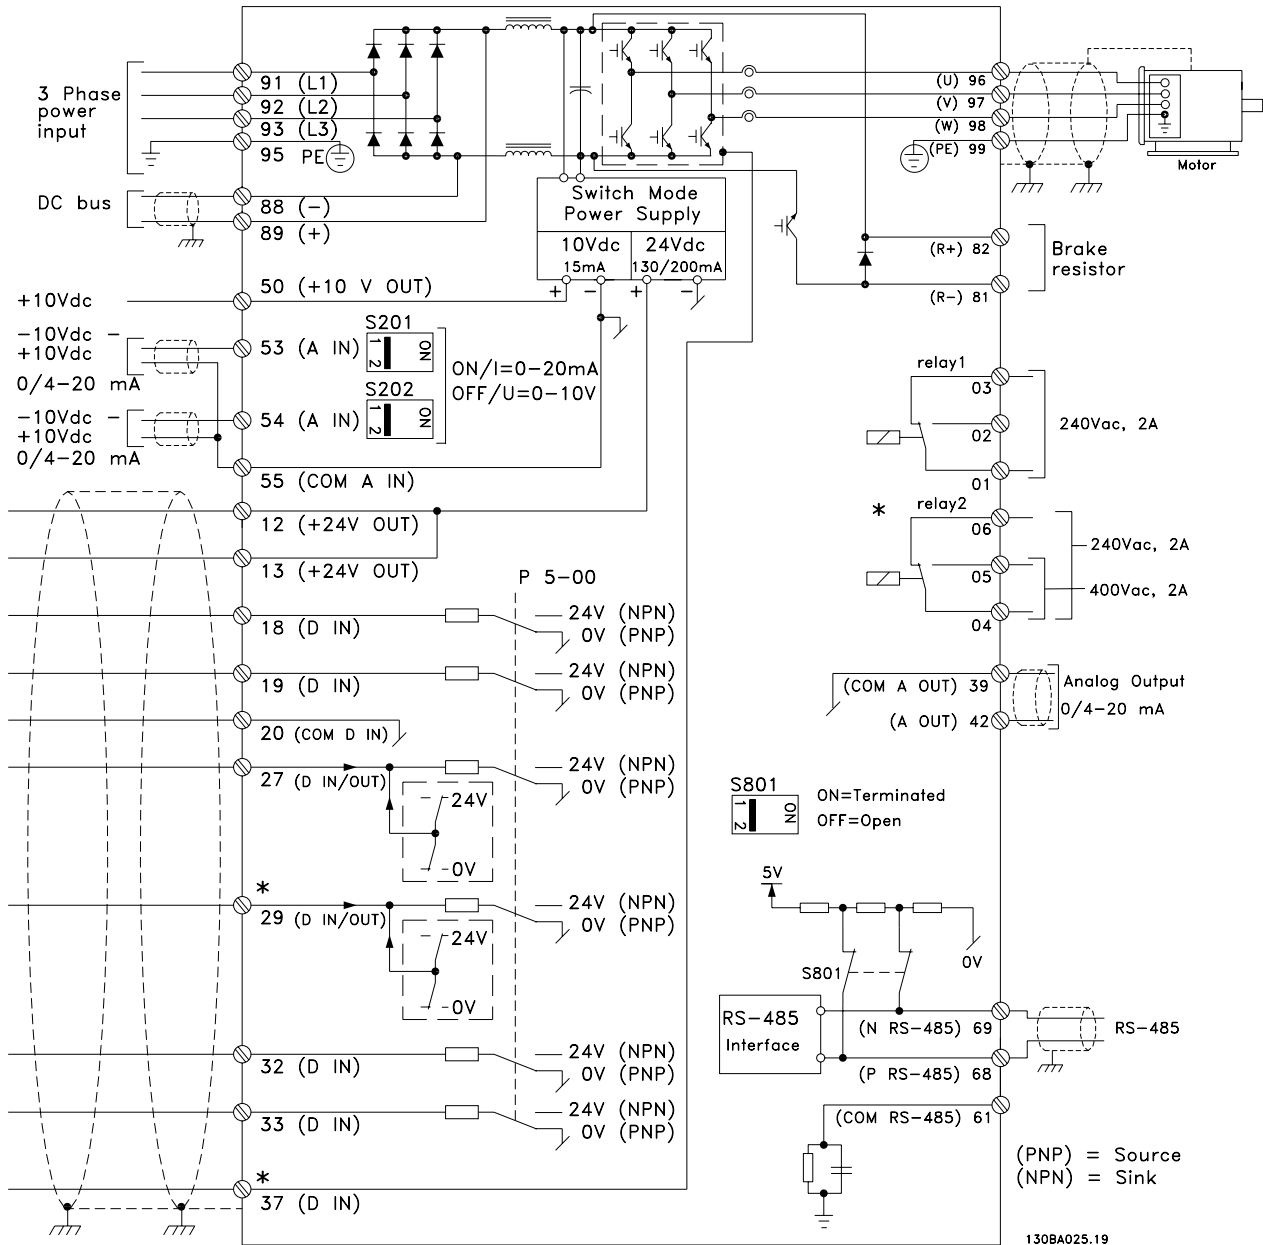 3 Phase
power
input
91 (L1)
92 (L2)
93 (L3)
95 PE
DC bus
88 (-)
89 (+)
+10Vdc
50 (+10 V OUT)
-10Vdc -
+10Vdc
0/4-20 mA
53 (A IN)
S201
1 2
ON
S202
1 2
ON
ON/I=0-20mA
OFF/U=0-10V
-10Vdc -
+10Vdc
0/4-20 mA
54 (A IN)
55 (COM A IN)
12 (+24V OUT)
13 (+24V OUT)
P 5-00
18 (D IN)
24V (NPN)
0V (PNP)
19 (D IN)
24V (NPN)
0V (PNP)
20 (COM D IN)
27 (D IN/OUT)
24V (NPN)
0V (PNP)
24V
0V
*
29 (D IN/OUT)
24V (NPN)
0V (PNP)
24V
0V
32 (D IN)
24V (NPN)
0V (PNP)
33 (D IN)
24V (NPN)
0V (PNP)
*
37 (D IN)
Switch Mode
Power Supply
10Vdc
15mA
24Vdc
130/200mA
+ - + -
(U) 96
(V) 97
(W) 98
(PE) 99
Motor
(R+) 82
(R-) 81
Brake
resistor
relay1
03
02
01
240Vac, 2A
*
relay2
06
05
04
240Vac, 2A
400Vac, 2A
(COM A OUT) 39
(A OUT) 42
Analog Output
0/4-20 mA
S801
1 2
ON
ON=Terminated
OFF=Open
5V
0V
S801
RS-485
Interface
(N RS-485) 69
(P RS-485) 68
RS-485
(COM RS-485) 61
(PNP) = Source
(NPN) = Sink
130BA025.19